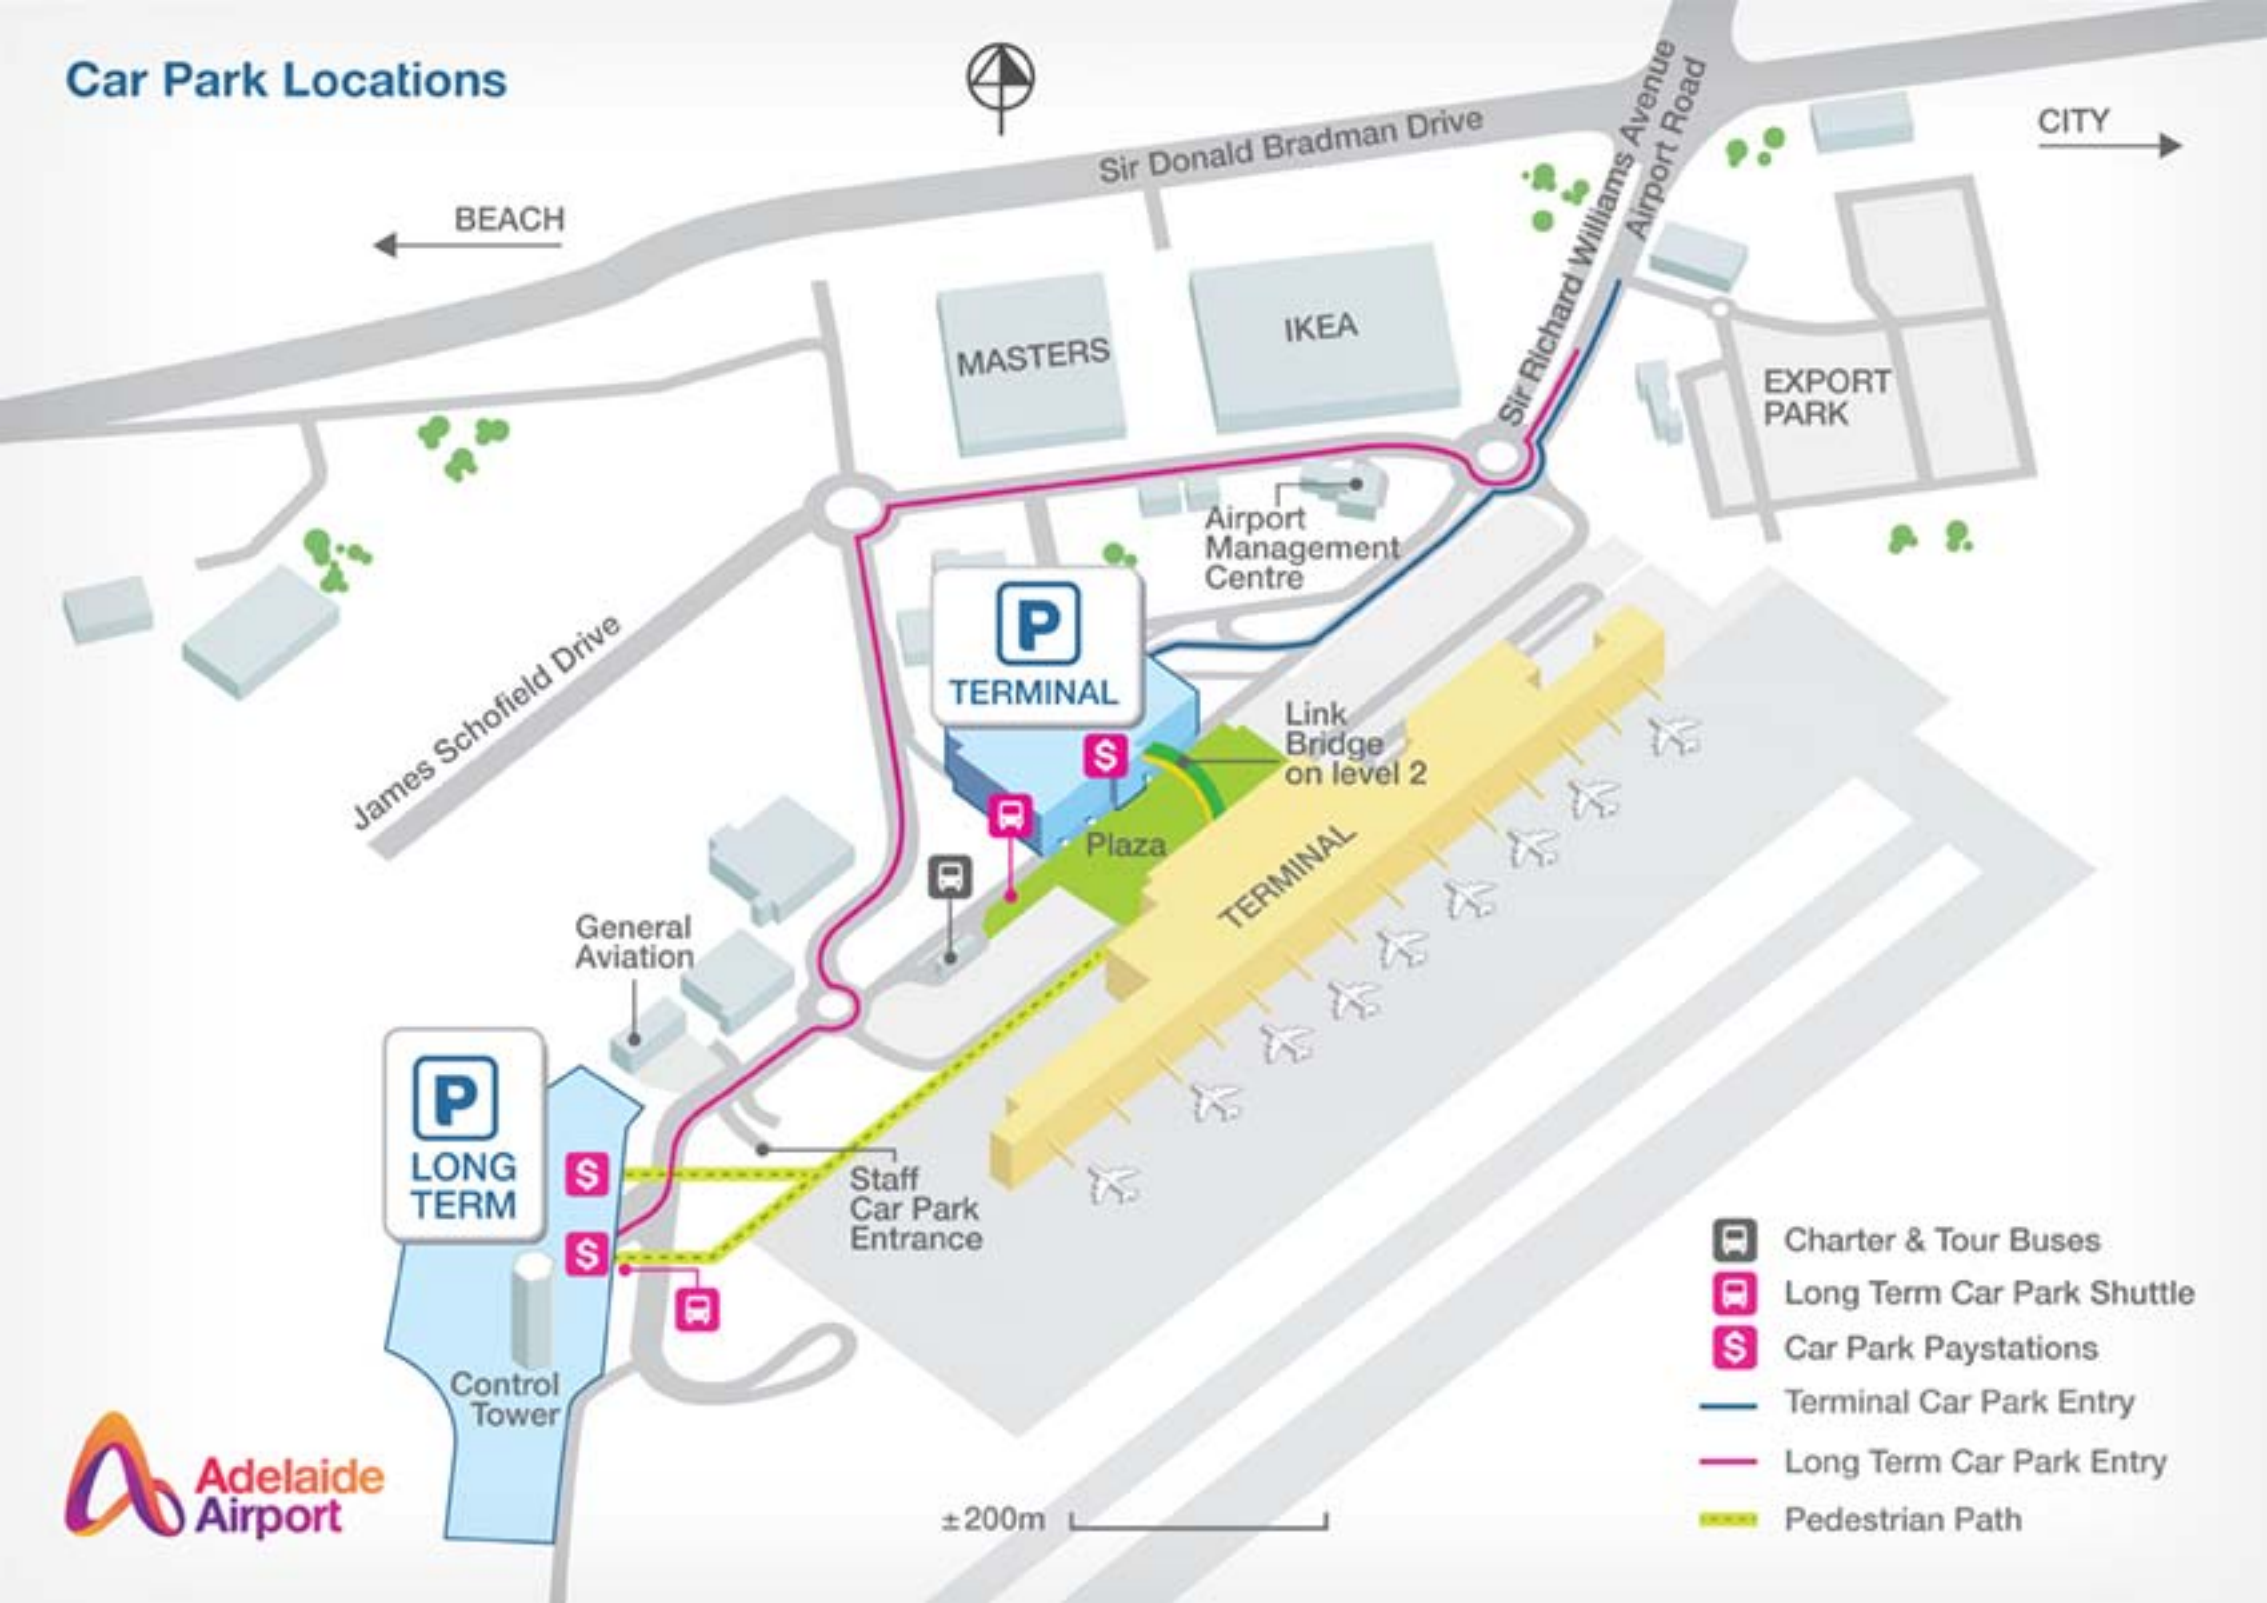 Car Park Locations
Sir Donald Bradman Drive
Sir Richard Williams Avenue
Airport Road
CITY
BEACH
MASTERS
IKEA
EXPORT
PARK
Airport
Management
Centre
P
TERMINAL
James Schofield Drive
Link
Bridge
on level 2
$
Plaza
TERMINAL
General
Aviation
P
LONG
TERM
$
$
Staff
Car Park
Entrance
Control
Tower
Adelaide
Airport
±200m
Charter & Tour Buses
Long Term Car Park Shuttle
$ Car Park Paystations
Terminal Car Park Entry
Long Term Car Park Entry
Pedestrian Path